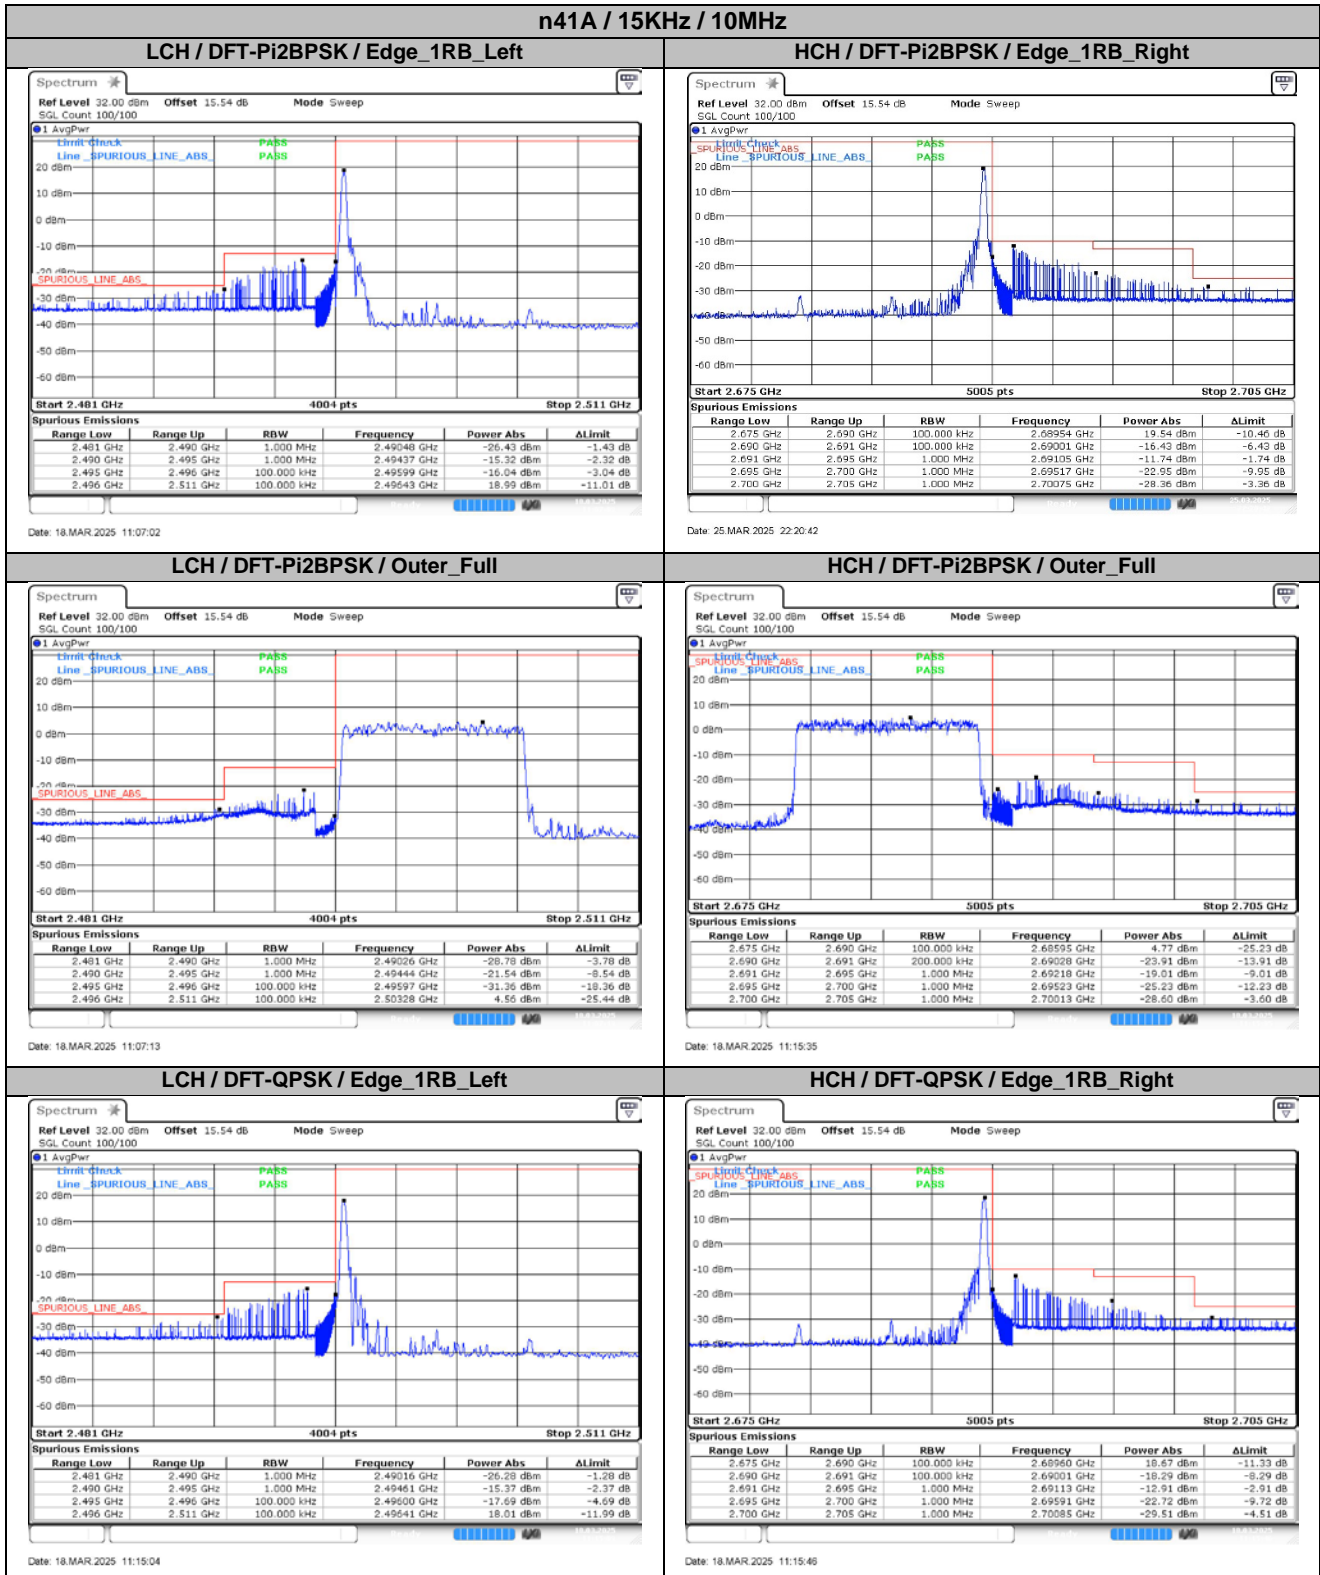 n41A / 15KHz / 10MHz
LCH / DFT-Pi2BPSK / Edge_1RB_Left
Spectrum
Ref Level 32.00 dBm Offset 15.54 dB Mode Sweep
SGL Count 100/100
1 AvgPwr
Limit Check PASS
Line _SPURIOUS_LINE_ABS_ PASS
20 dBm
10 dBm
0 dBm
-10 dBm
-20 dBm
_SPURIOUS_LINE_ABS_
-30 dBm
-40 dBm
-50 dBm
-60 dBm
Start 2.481 GHz 4004 pts Stop 2.511 GHz
Spurious Emissions
Range Low Range Up RBW Frequency Power Abs ΔLimit
2.481 GHz 2.490 GHz 1.000 MHz 2.49048 GHz -26.43 dBm -1.43 dB
2.490 GHz 2.495 GHz 1.000 MHz 2.49437 GHz -15.32 dBm -2.32 dB
2.495 GHz 2.496 GHz 100.000 kHz 2.49599 GHz -16.04 dBm -3.04 dB
2.496 GHz 2.511 GHz 100.000 kHz 2.49643 GHz 18.99 dBm -11.01 dB
Date: 18.MAR.2025 11:07:02
HCH / DFT-Pi2BPSK / Edge_1RB_Right
Spectrum
Ref Level 32.00 dBm Offset 15.54 dB Mode Sweep
SGL Count 100/100
1 AvgPwr
Limit Check PASS
_SPURIOUS_LINE_ABS_
Line _SPURIOUS_LINE_ABS_ PASS
20 dBm
10 dBm
0 dBm
-10 dBm
-20 dBm
-30 dBm
-40 dBm
-50 dBm
-60 dBm
Start 2.675 GHz 5005 pts Stop 2.705 GHz
Spurious Emissions
Range Low Range Up RBW Frequency Power Abs ΔLimit
2.675 GHz 2.690 GHz 100.000 kHz 2.68954 GHz 19.54 dBm -10.46 dB
2.690 GHz 2.691 GHz 100.000 kHz 2.69001 GHz -16.43 dBm -6.43 dB
2.691 GHz 2.695 GHz 1.000 MHz 2.69105 GHz -11.74 dBm -1.74 dB
2.695 GHz 2.700 GHz 1.000 MHz 2.69517 GHz -22.95 dBm -9.95 dB
2.700 GHz 2.705 GHz 1.000 MHz 2.70075 GHz -28.36 dBm -3.36 dB
Date: 25.MAR.2025 22:20:42
LCH / DFT-Pi2BPSK / Outer_Full
Spectrum
Ref Level 32.00 dBm Offset 15.54 dB Mode Sweep
SGL Count 100/100
1 AvgPwr
Limit Check PASS
Line _SPURIOUS_LINE_ABS_ PASS
20 dBm
10 dBm
0 dBm
-10 dBm
-20 dBm
_SPURIOUS_LINE_ABS_
-30 dBm
-40 dBm
-50 dBm
-60 dBm
Start 2.481 GHz 4004 pts Stop 2.511 GHz
Spurious Emissions
Range Low Range Up RBW Frequency Power Abs ΔLimit
2.481 GHz 2.490 GHz 1.000 MHz 2.49026 GHz -28.78 dBm -3.78 dB
2.490 GHz 2.495 GHz 1.000 MHz 2.49444 GHz -21.54 dBm -8.54 dB
2.495 GHz 2.496 GHz 100.000 kHz 2.49597 GHz -31.36 dBm -18.36 dB
2.496 GHz 2.511 GHz 100.000 kHz 2.50328 GHz 4.56 dBm -25.44 dB
Date: 18.MAR.2025 11:07:13
HCH / DFT-Pi2BPSK / Outer_Full
Spectrum
Ref Level 32.00 dBm Offset 15.54 dB Mode Sweep
SGL Count 100/100
1 AvgPwr
Limit Check PASS
_SPURIOUS_LINE_ABS_
Line _SPURIOUS_LINE_ABS_ PASS
20 dBm
10 dBm
0 dBm
-10 dBm
-20 dBm
-30 dBm
-40 dBm
-50 dBm
-60 dBm
Start 2.675 GHz 5005 pts Stop 2.705 GHz
Spurious Emissions
Range Low Range Up RBW Frequency Power Abs ΔLimit
2.675 GHz 2.690 GHz 100.000 kHz 2.68595 GHz 4.77 dBm -25.23 dB
2.690 GHz 2.691 GHz 200.000 kHz 2.69028 GHz -23.91 dBm -13.91 dB
2.691 GHz 2.695 GHz 1.000 MHz 2.69218 GHz -19.01 dBm -9.01 dB
2.695 GHz 2.700 GHz 1.000 MHz 2.69523 GHz -25.23 dBm -12.23 dB
2.700 GHz 2.705 GHz 1.000 MHz 2.70013 GHz -28.60 dBm -3.60 dB
Date: 18.MAR.2025 11:15:35
LCH / DFT-QPSK / Edge_1RB_Left
Spectrum
Ref Level 32.00 dBm Offset 15.54 dB Mode Sweep
SGL Count 100/100
1 AvgPwr
Limit Check PASS
Line _SPURIOUS_LINE_ABS_ PASS
20 dBm
10 dBm
0 dBm
-10 dBm
-20 dBm
_SPURIOUS_LINE_ABS_
-30 dBm
-40 dBm
-50 dBm
-60 dBm
Start 2.481 GHz 4004 pts Stop 2.511 GHz
Spurious Emissions
Range Low Range Up RBW Frequency Power Abs ΔLimit
2.481 GHz 2.490 GHz 1.000 MHz 2.49016 GHz -26.28 dBm -1.28 dB
2.490 GHz 2.495 GHz 1.000 MHz 2.49461 GHz -15.37 dBm -2.37 dB
2.495 GHz 2.496 GHz 100.000 kHz 2.49600 GHz -17.69 dBm -4.69 dB
2.496 GHz 2.511 GHz 100.000 kHz 2.49641 GHz 18.01 dBm -11.99 dB
Date: 18.MAR.2025 11:15:04
HCH / DFT-QPSK / Edge_1RB_Right
Spectrum
Ref Level 32.00 dBm Offset 15.54 dB Mode Sweep
SGL Count 100/100
1 AvgPwr
Limit Check PASS
_SPURIOUS_LINE_ABS_
Line _SPURIOUS_LINE_ABS_ PASS
20 dBm
10 dBm
0 dBm
-10 dBm
-20 dBm
-30 dBm
-40 dBm
-50 dBm
-60 dBm
Start 2.675 GHz 5005 pts Stop 2.705 GHz
Spurious Emissions
Range Low Range Up RBW Frequency Power Abs ΔLimit
2.675 GHz 2.690 GHz 100.000 kHz 2.68960 GHz 18.67 dBm -11.33 dB
2.690 GHz 2.691 GHz 100.000 kHz 2.69001 GHz -18.29 dBm -8.29 dB
2.691 GHz 2.695 GHz 1.000 MHz 2.69113 GHz -12.91 dBm -2.91 dB
2.695 GHz 2.700 GHz 1.000 MHz 2.69591 GHz -22.72 dBm -9.72 dB
2.700 GHz 2.705 GHz 1.000 MHz 2.70085 GHz -29.51 dBm -4.51 dB
Date: 18.MAR.2025 11:15:46